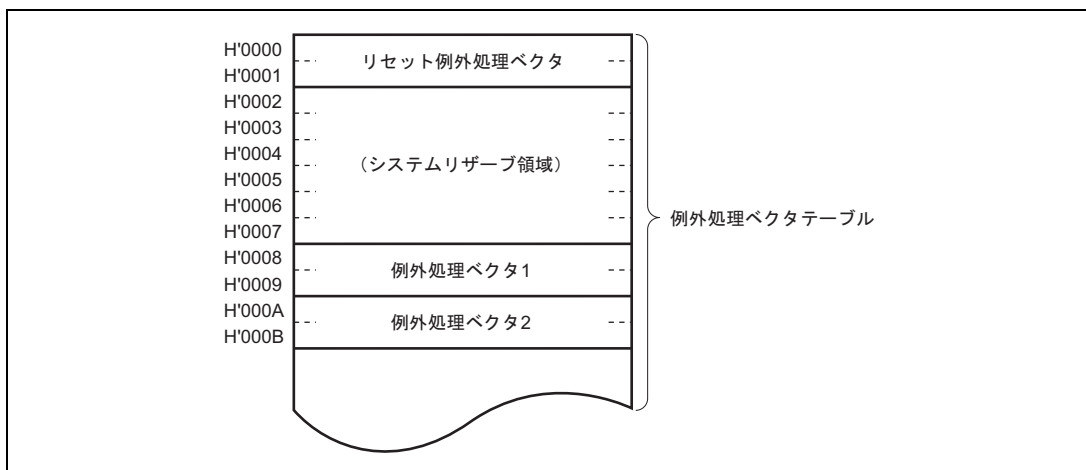 H'0000
リセット例外処理ベクタ
H'0001
H'0002
H'0003
H'0004
（システムリザーブ領域）
H'0005
H'0006
H'0007
例外処理ベクタテーブル
H'0008
例外処理ベクタ1
H'0009
H'000A
例外処理ベクタ2
H'000B